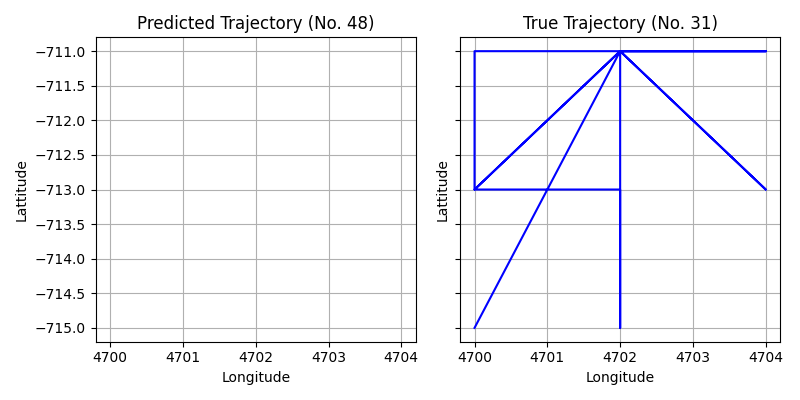 Predicted Trajectory (No. 48)
True Trajectory (No. 31)
−711.0
−711.5
−712.0
−712.5
−713.0
−713.5
−714.0
−714.5
−715.0
Lattitude
Lattitude
4700 4701 4702 4703 4704
4700 4701 4702 4703 4704
Longitude
Longitude